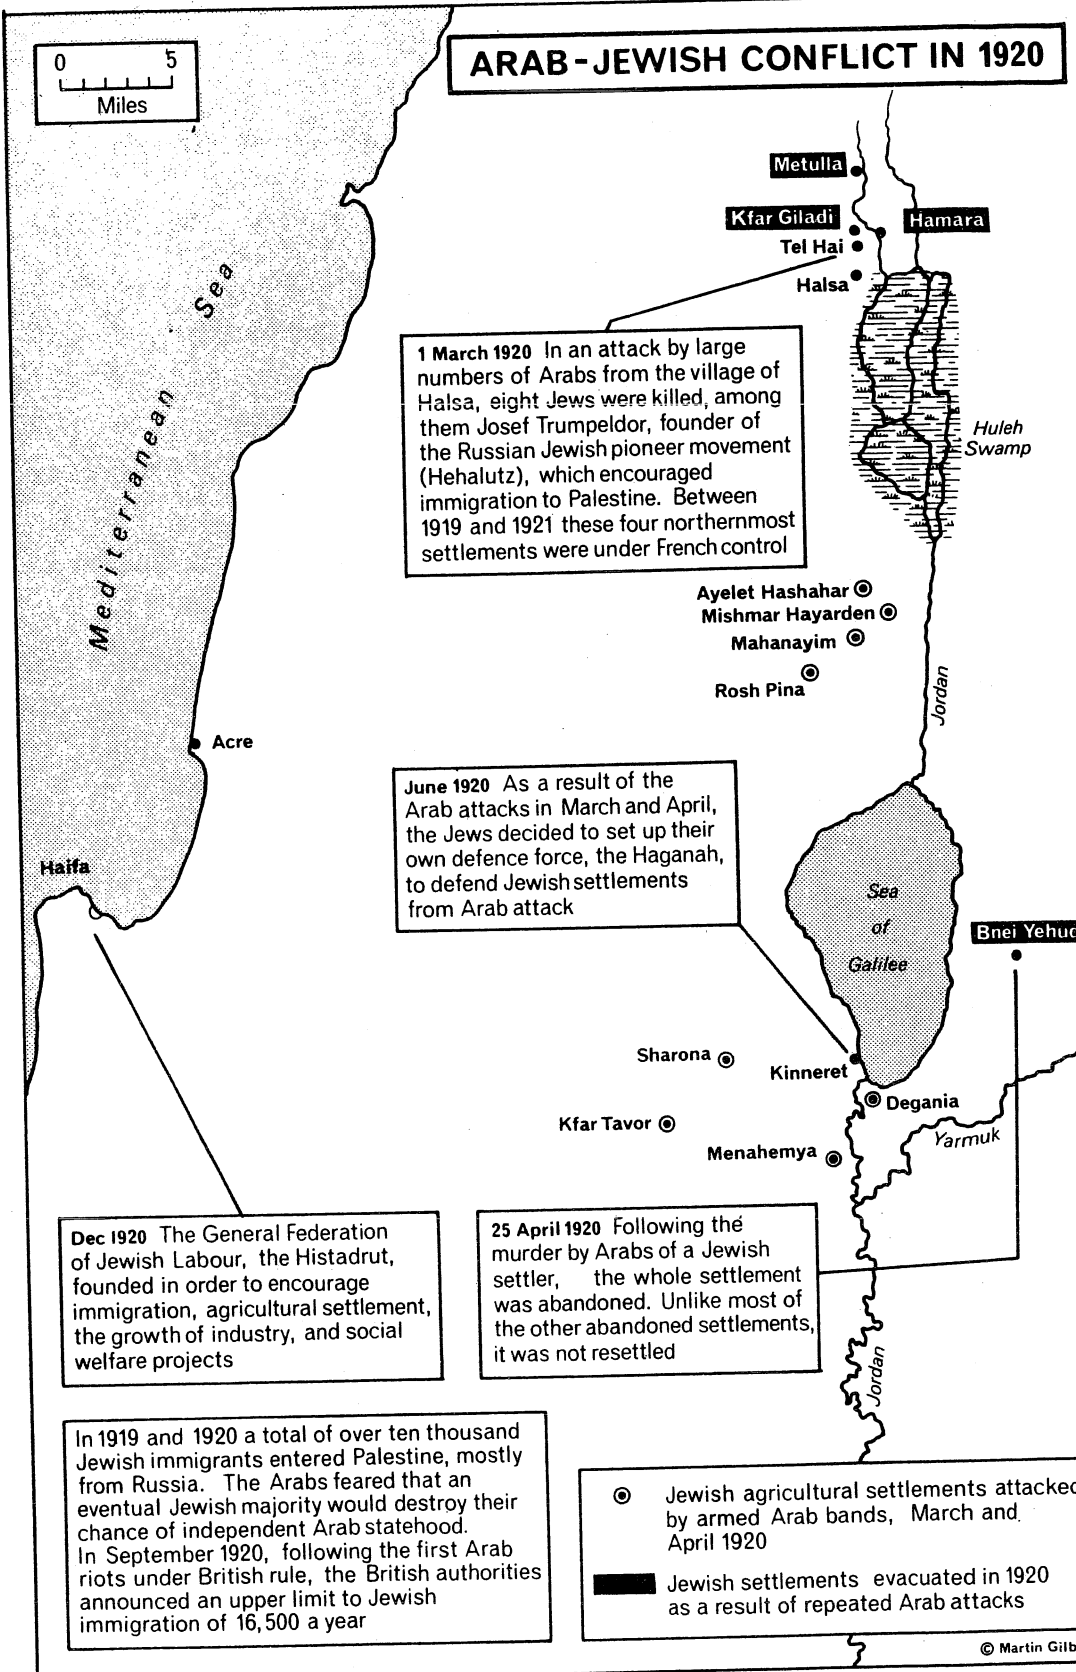 0 5
Miles
ARAB-JEWISH CONFLICT IN 1920
Metulla
Kfar Giladi
Hamara
Tel Hai
Halsa
Mediterranean Sea
1 March 1920 In an attack by large
numbers of Arabs from the village of
Halsa, eight Jews were killed, among
them Josef Trumpeldor, founder of
the Russian Jewish pioneer movement
(Hehalutz), which encouraged
immigration to Palestine. Between
1919 and 1921 these four northernmost
settlements were under French control
Huleh
Swamp
Ayelet Hashahar
Mishmar Hayarden
Mahanayim
Rosh Pina
Jordan
Acre
June 1920 As a result of the
Arab attacks in March and April,
the Jews decided to set up their
own defence force, the Haganah,
to defend Jewish settlements
from Arab attack
Haifa
Sea
of
Galilee
Bnei Yehud
Sharona
Kinneret
Degania
Kfar Tavor
Yarmuk
Menahemya
Dec 1920 The General Federation
of Jewish Labour, the Histadrut,
founded in order to encourage
immigration, agricultural settlement,
the growth of industry, and social
welfare projects
25 April 1920 Following the
murder by Arabs of a Jewish
settler, the whole settlement
was abandoned. Unlike most of
the other abandoned settlements,
it was not resettled
Jordan
In 1919 and 1920 a total of over ten thousand
Jewish immigrants entered Palestine, mostly
from Russia. The Arabs feared that an
eventual Jewish majority would destroy their
chance of independent Arab statehood.
In September 1920, following the first Arab
riots under British rule, the British authorities
announced an upper limit to Jewish
immigration of 16,500 a year
Jewish agricultural settlements attacked
by armed Arab bands, March and
April 1920
Jewish settlements evacuated in 1920
as a result of repeated Arab attacks
© Martin Gilb